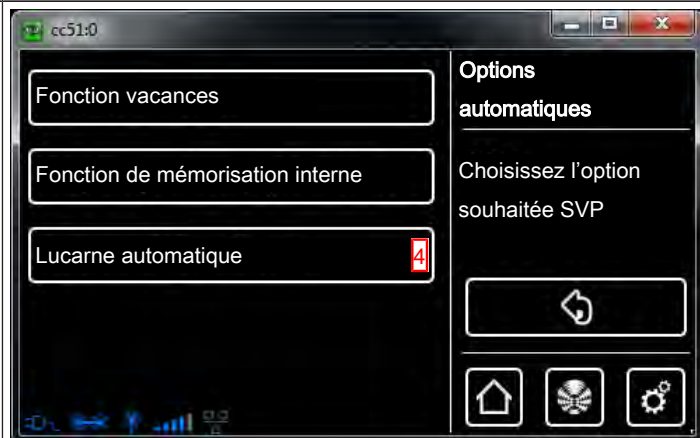 cc51:0
Fonction vacances
Fonction de mémorisation interne
Lucarne automatique
4
Options
automatiques
Choisissez l’option
souhaitée SVP